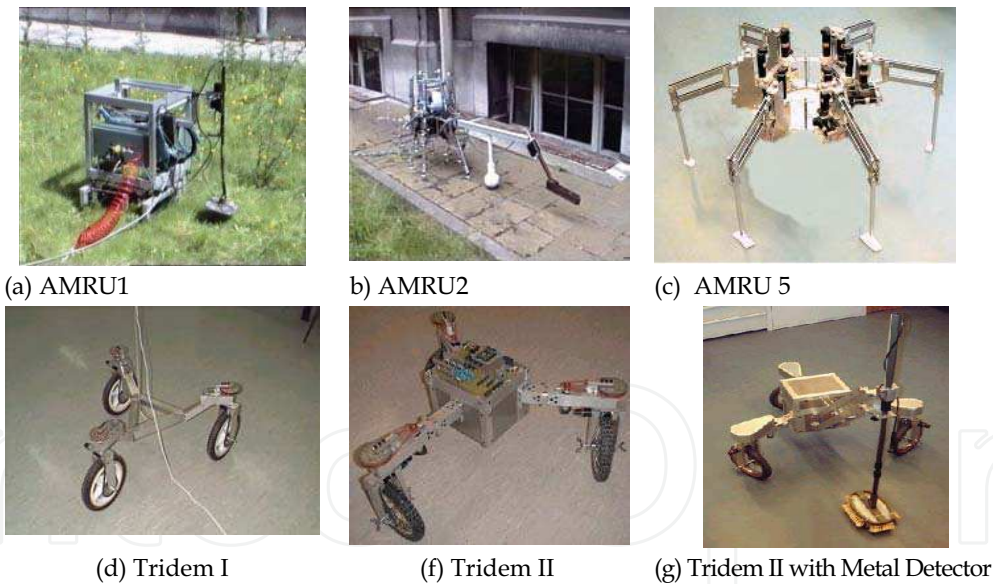 (a) AMRU1
b) AMRU2
(c) AMRU 5
(d) Tridem I
(f) Tridem II
(g) Tridem II with Metal Detector